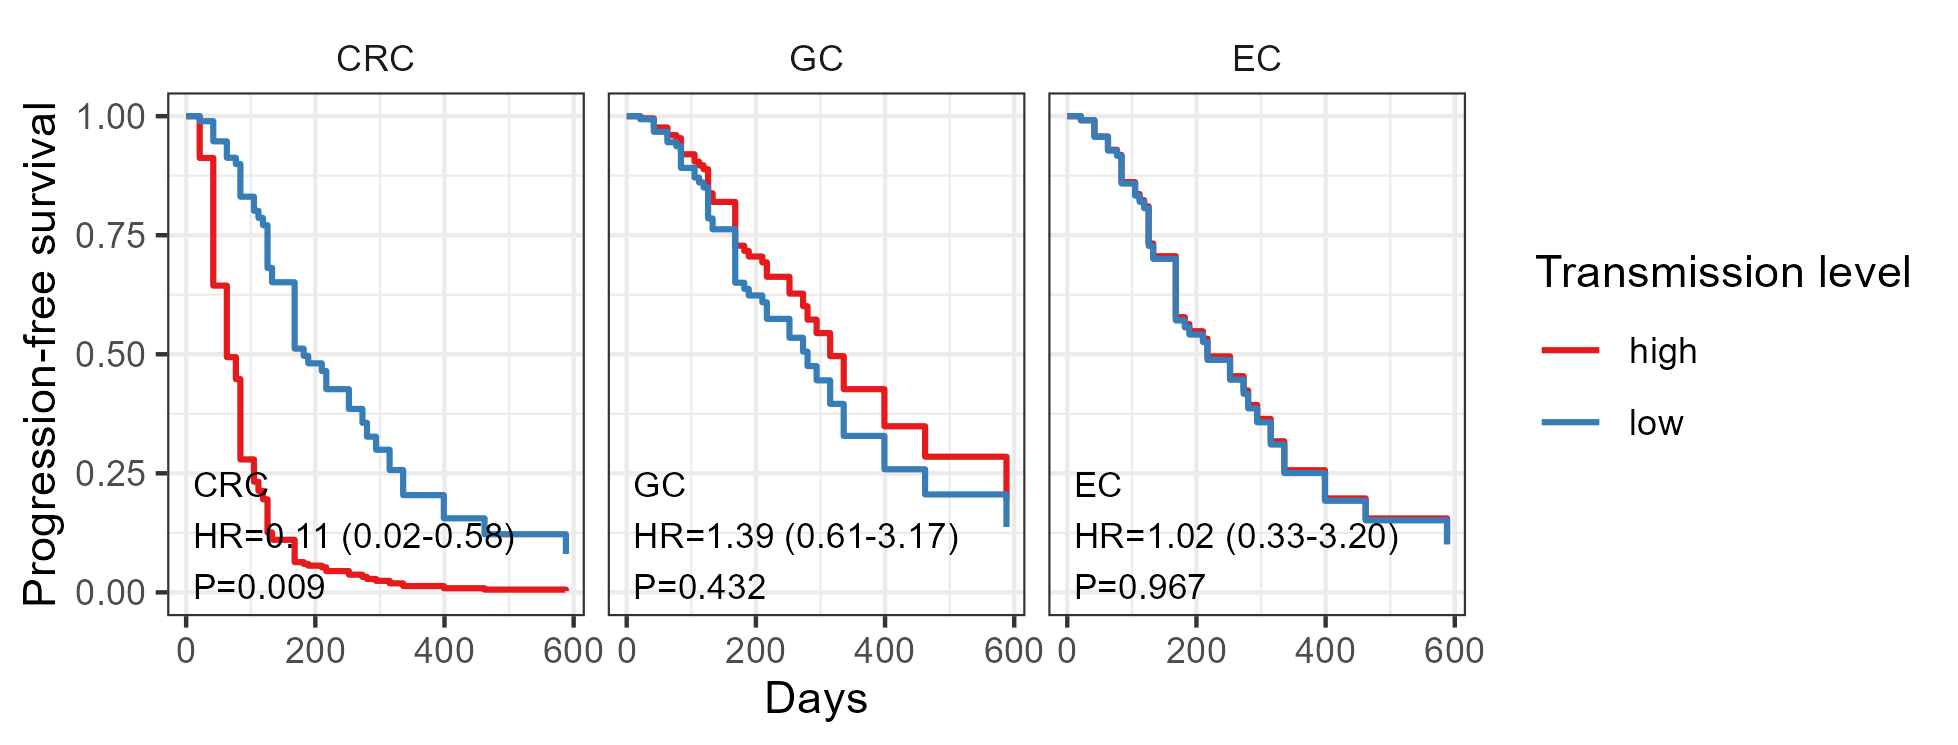 CRC
GC
EC
Progression-free survival
1.00
0.75
0.50
0.25
0.00
CRC
HR=0.11 (0.02-0.58)
P=0.009
GC
HR=1.39 (0.61-3.17)
P=0.432
EC
HR=1.02 (0.33-3.20)
P=0.967
0 200 400 600
0 200 400 600
0 200 400 600
Days
Transmission level
high
low